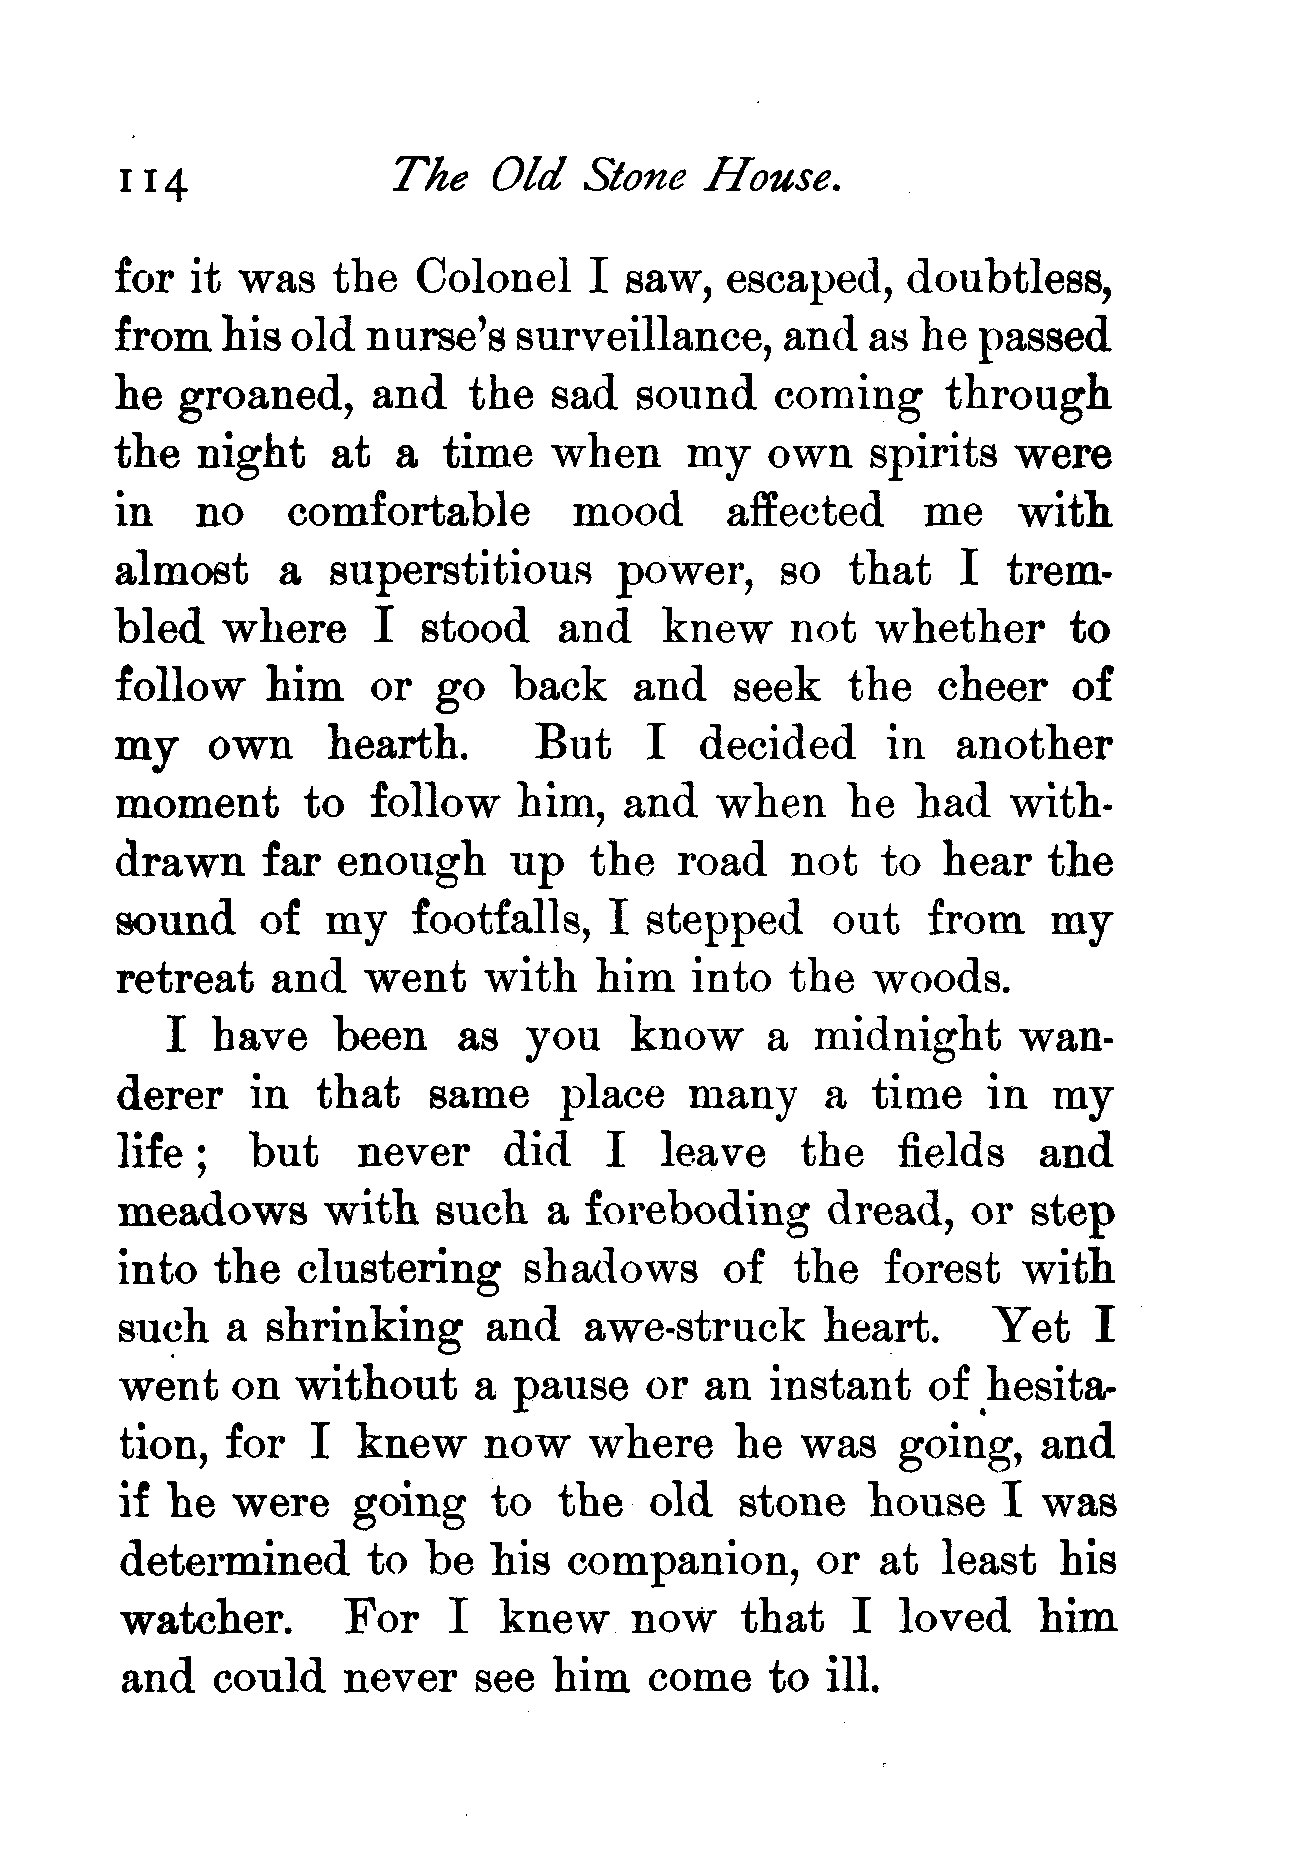 114 The Old Stone House.
for it was the Colonel I saw, escaped, doubtless,
from his old nurse's surveillance, and as he passed
he groaned, and the sad sound coming through
the night at a time when my own spirits were
in no comfortable mood affected me with
almost a superstitious power, so that I trem-
bled where I stood and knew not whether to
follow him or go back and seek the cheer of
my own hearth. But I decided in another
moment to follow him, and when he had with-
drawn far enough up the road not to hear the
sound of my footfalls, I stepped out from my
retreat and went with him into the woods.
I have been as you know a midnight wan-
derer in that same place many a time in my
life ; but never did I leave the fields and
meadows with such a foreboding dread, or step
into the clustering shadows of the forest with
such a shrinking and awe-struck heart. Yet I
went on without a pause or an instant of hesita-
tion, for I knew now where he was going, and
if he were going to the old stone house I was
determined to be his companion, or at least his
watcher. For I knew now that I loved him
and could never see him come to ill.